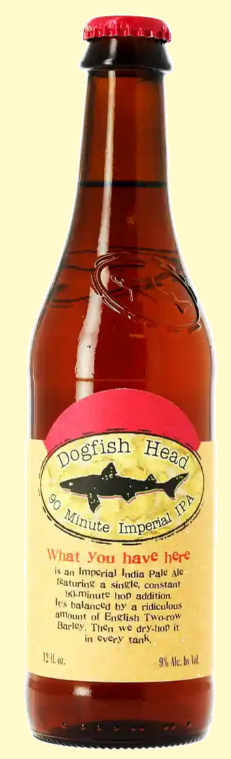 Dogfish Head
90 Minute Imperial IPA
What you have here
is an Imperial India Pale Ale
featuring a single, constant
90-minute hop addition.
It's balanced by a ridiculous
amount of English Two-row
Barley. Then we dry-hop it
in every tank.
12 fl. oz.
9% Alc. by Vol.